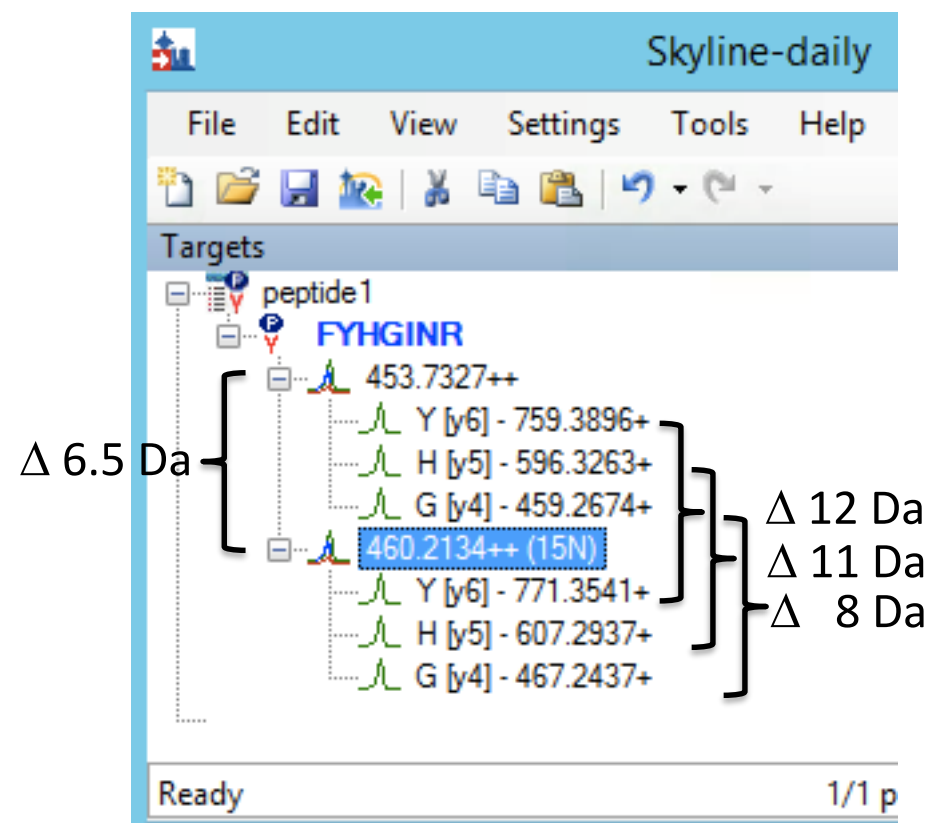 Skyline-daily
File Edit View Settings Tools Help
Targets
peptide1
FYHGINR
453.7327++
Y [y6] - 759.3896+
H [y5] - 596.3263+
G [y4] - 459.2674+
460.2134++ (15N)
Y [y6] - 771.3541+
H [y5] - 607.2937+
G [y4] - 467.2437+
Δ 6.5 Da
Δ 12 Da
Δ 11 Da
Δ 8 Da
Ready 1/1 p